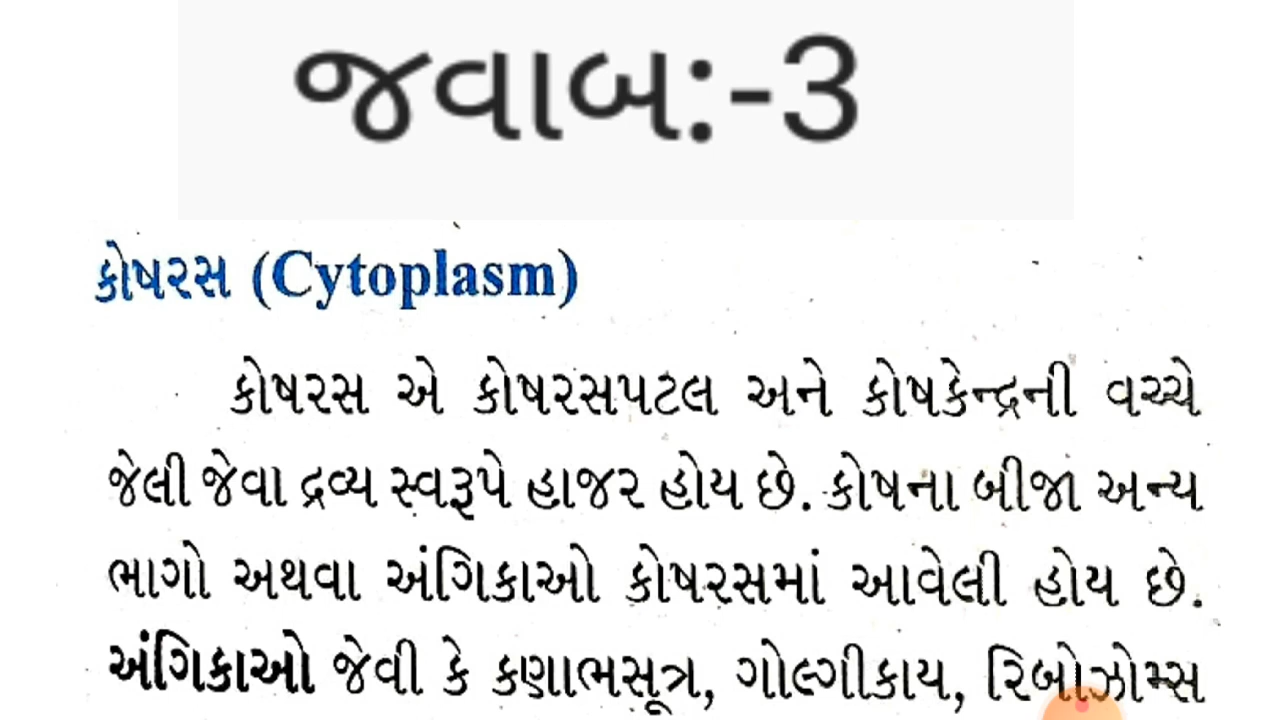 જવાબ:-3
કોષરસ (Cytoplasm)
કોષરસ એ કોષરસપટલ અને કોષકેન્દ્રની વચ્ચે
જેલી જેવા દ્રવ્ય સ્વરૂપે હાજર હોય છે. કોષના બીજાં અન્ય
ભાગો અથવા અંગિકાઓ કોષરસમાં આવેલી હોય છે.
અંગિકાઓ જેવી કે કણાભસૂત્ર, ગોલ્ગીકાય, રિબોઝોમ્સ